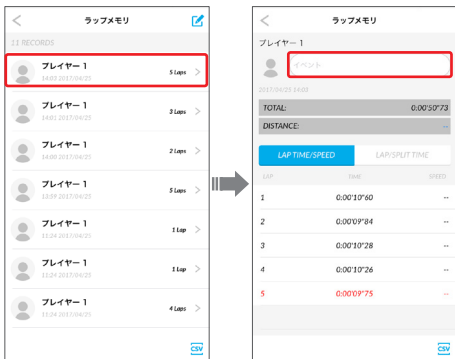 ラップメモリ
11 RECORDS
プレイヤー 1
14:03 2017/04/25
5 Laps
プレイヤー 1
14:01 2017/04/25
3 Laps
プレイヤー 1
14:00 2017/04/25
2 Laps
プレイヤー 1
13:59 2017/04/25
5 Laps
プレイヤー 1
11:24 2017/04/25
1 Lap
プレイヤー 1
11:24 2017/04/25
1 Lap
プレイヤー 1
11:24 2017/04/25
4 Laps
CSV
ラップメモリ
プレイヤー 1
イベント
2017/04/25 14:03
TOTAL: 0:00'50"73
DISTANCE: --
LAP TIME/SPEED LAP/SPLIT TIME
LAP TIME SPEED
1 0:00'10"60 --
2 0:00'09"84 --
3 0:00'10"28 --
4 0:00'10"26 --
5 0:00'09"75 --
CSV